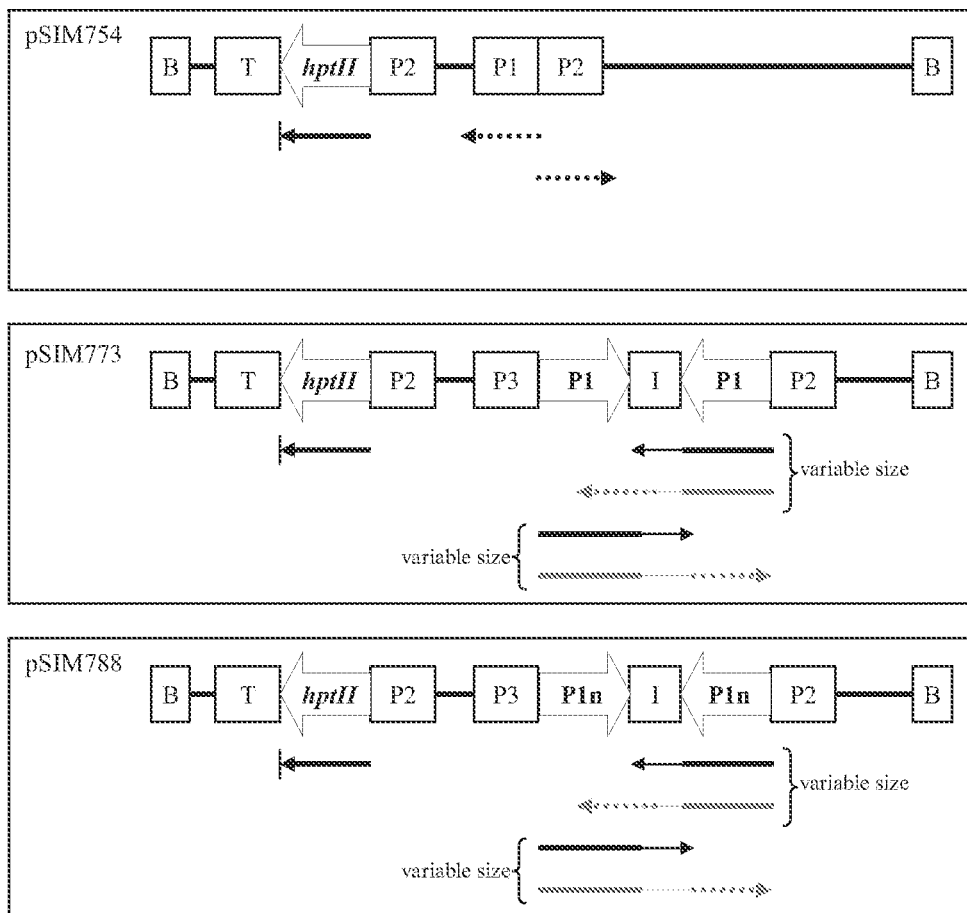 pSIM754
B T hptII P2 P1 P2 B
pSIM773
B T hptII P2 P3 P1 I P1 P2 B
variable size
variable size
pSIM788
B T hptII P2 P3 P1n I P1n P2 B
variable size
variable size